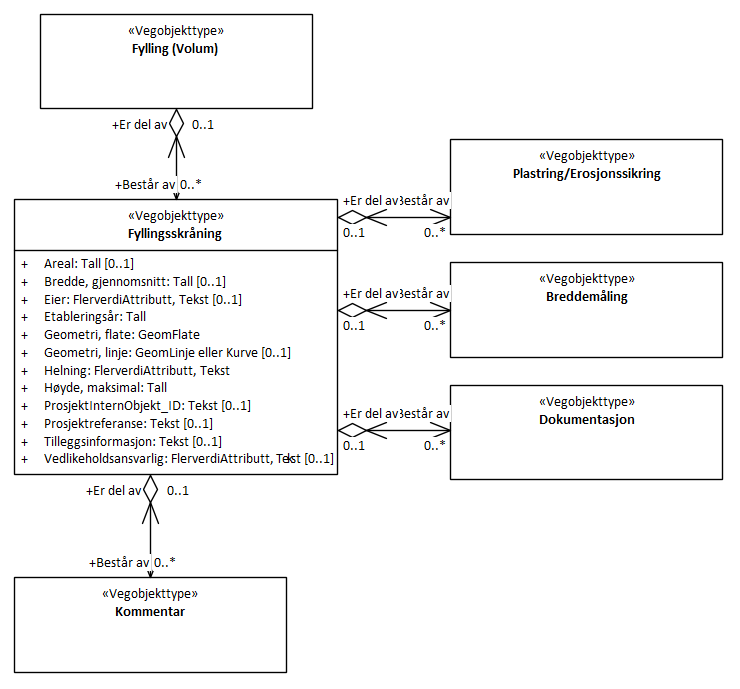 «Vegobjekttype»
Fylling (Volum)
+Er del av 0..1
+Består av 0..*
«Vegobjekttype»
Fyllingsskråning
+ Areal: Tall [0..1]
+ Bredde, gjennomsnitt: Tall [0..1]
+ Eier: FlerverdiAttributt, Tekst [0..1]
+ Etableringsår: Tall
+ Geometri, flate: GeomFlate
+ Geometri, linje: GeomLinje eller Kurve [0..1]
+ Helning: FlerverdiAttributt, Tekst
+ Høyde, maksimal: Tall
+ ProsjektInternObjekt_ID: Tekst [0..1]
+ Prosjektreferanse: Tekst [0..1]
+ Tilleggsinformasjon: Tekst [0..1]
+ Vedlikeholdsansvarlig: FlerverdiAttributt, Tekst [0..1]
«Vegobjekttype»
Plastring/Erosjonssikring
+Er del av Består av
0..1 0..*
«Vegobjekttype»
Breddemåling
+Er del av Består av
0..1 0..*
«Vegobjekttype»
Dokumentasjon
+Er del av Består av
0..1 0..*
+Er del av 0..1
+Består av 0..*
«Vegobjekttype»
Kommentar